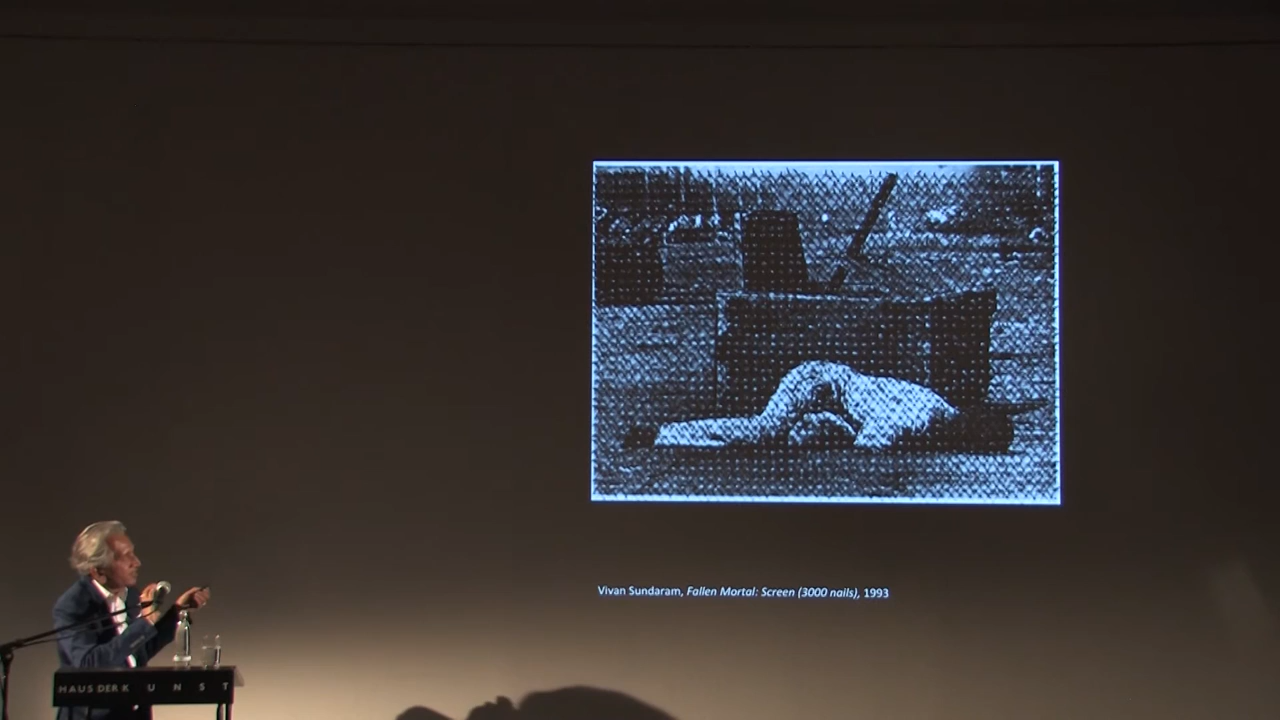 Vivan Sundaram, Fallen Mortal: Screen (3000 nails), 1993
HAUS DER K U N S T